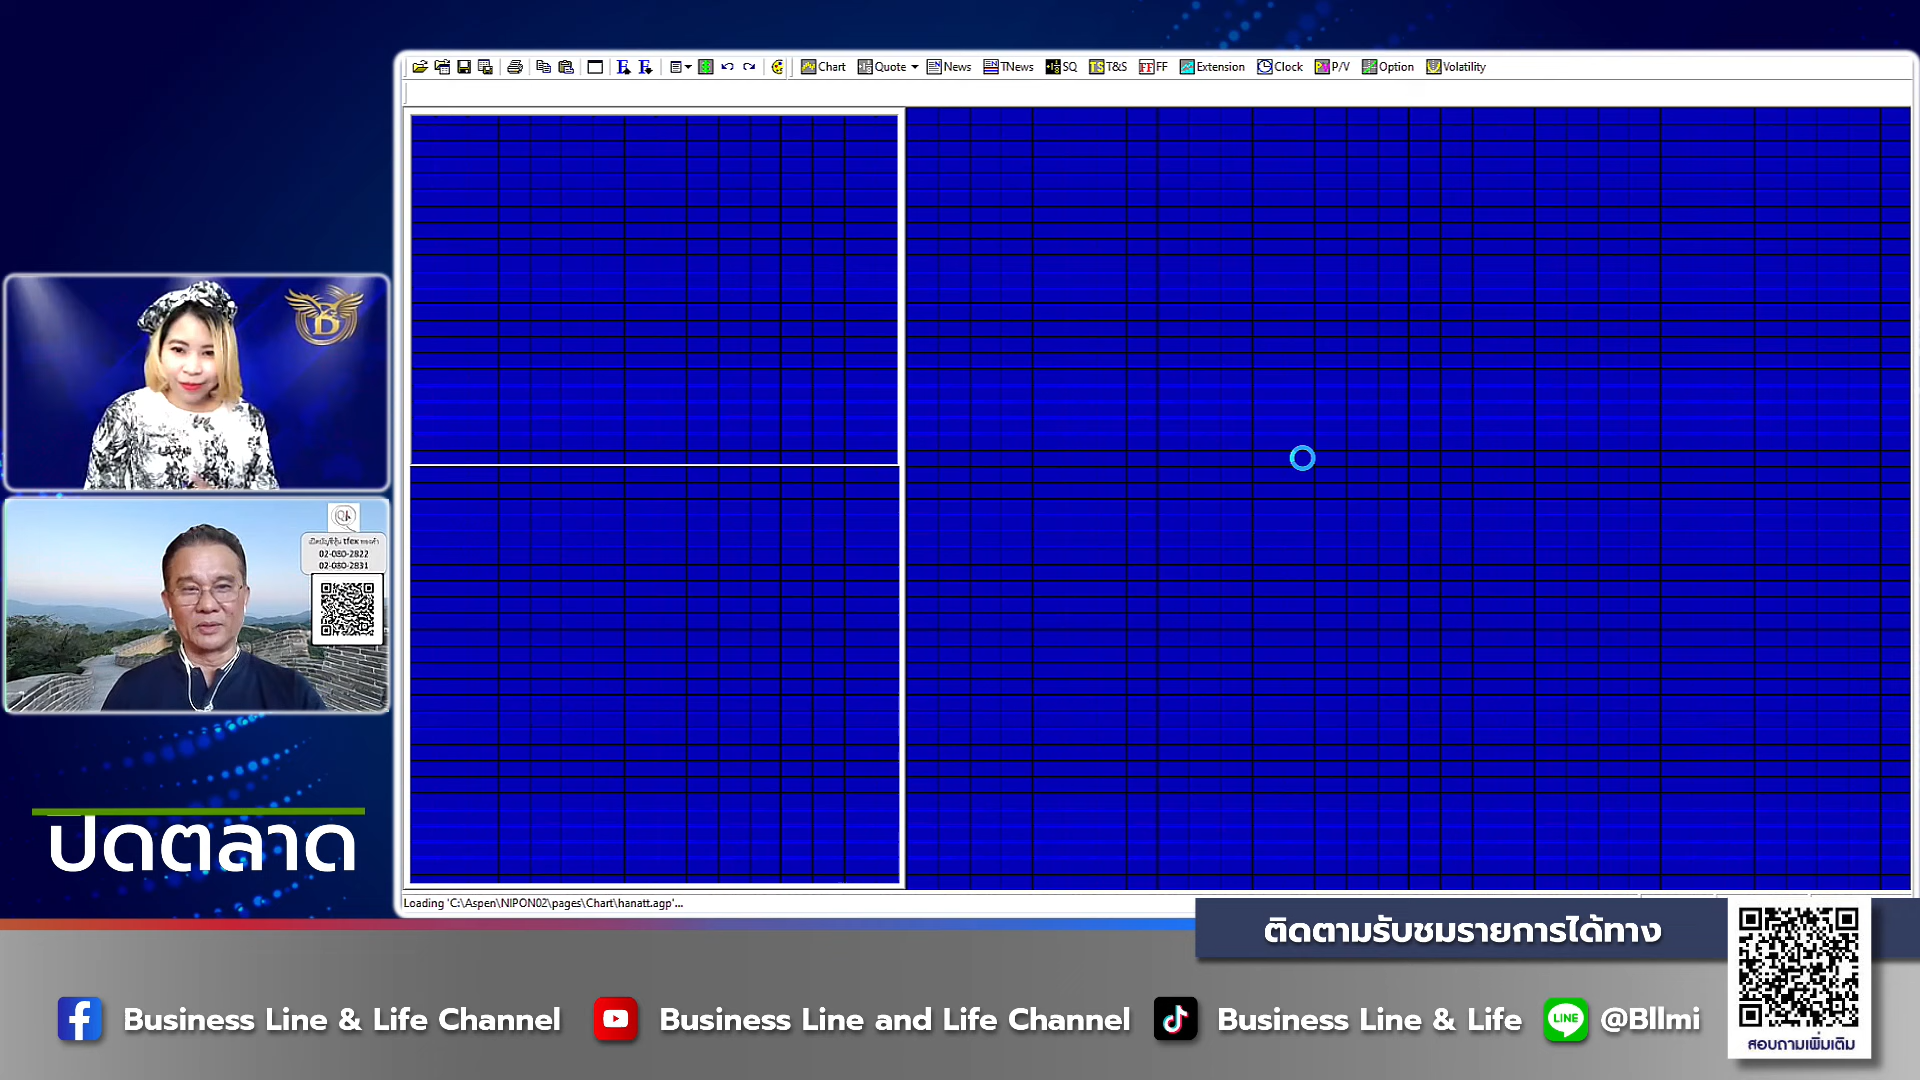 Chart Quote News TNews SQ T&S FF Extension Clock P/V Option Volatility
02-080-2822
02-080-2831
ปิดตลาด
Loading 'C:\Aspen\NIPON02\pages\Chart\hanatt.agp'...
ติดตามรับชมรายการได้ทาง
Business Line & Life Channel
Business Line and Life Channel
Business Line & Life
LINE
@Bllmi
สอบถามเพิ่มเติม